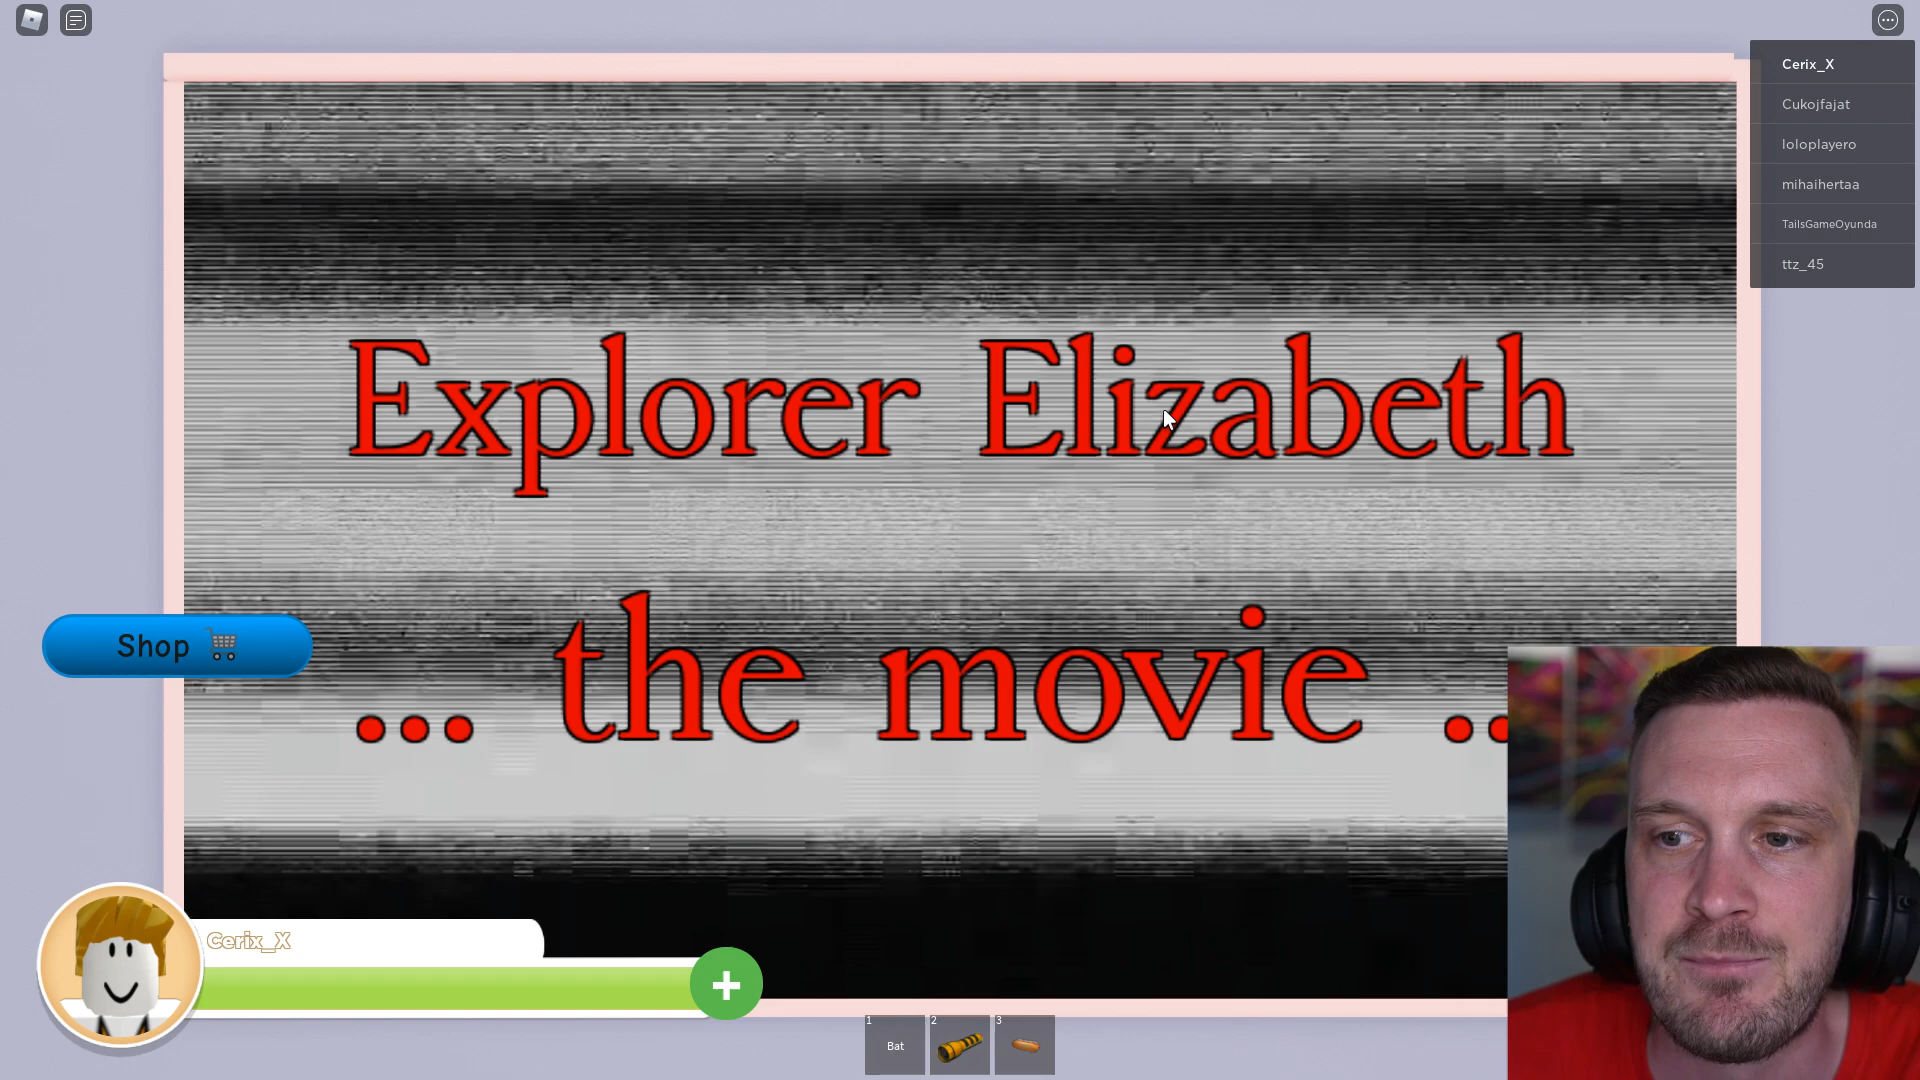 Cerix_X
Cukojfajat
loloplayero
mihaihertaa
TailsGameOyunda
ttz_45
Explorer Elizabeth
... the movie ..
Shop
Cerix_X
1
Bat
2
3